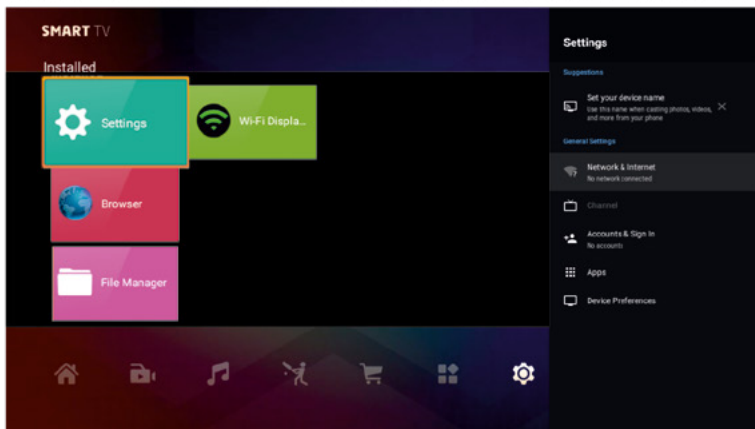 SMART TV
Installed
Settings
Wi-Fi Displa...
Browser
File Manager
Settings
Suggestions
Set your device name
Use this name when casting photos, videos,
and more from your phone
General Settings
Network & Internet
No network connected
Channel
Accounts & Sign In
No accounts
Apps
Device Preferences